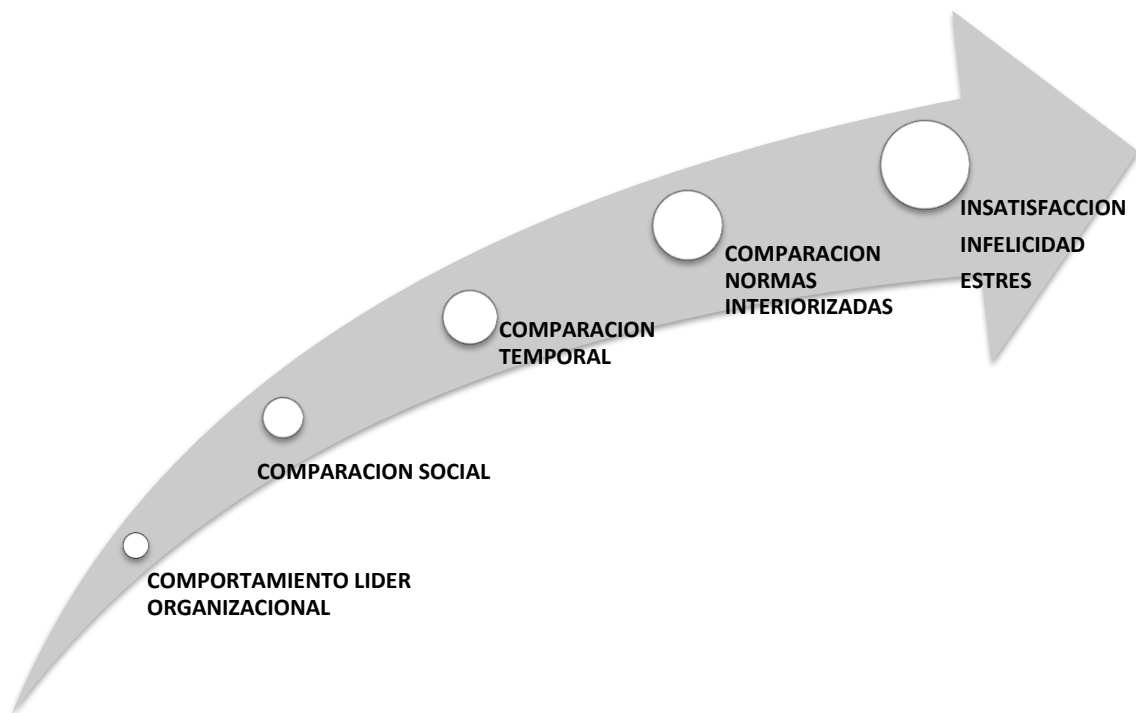 COMPORTAMIENTO LIDER
ORGANIZACIONAL
COMPARACION SOCIAL
COMPARACION
TEMPORAL
COMPARACION
NORMAS
INTERIORIZADAS
INSATISFACCION
INFELICIDAD
ESTRES